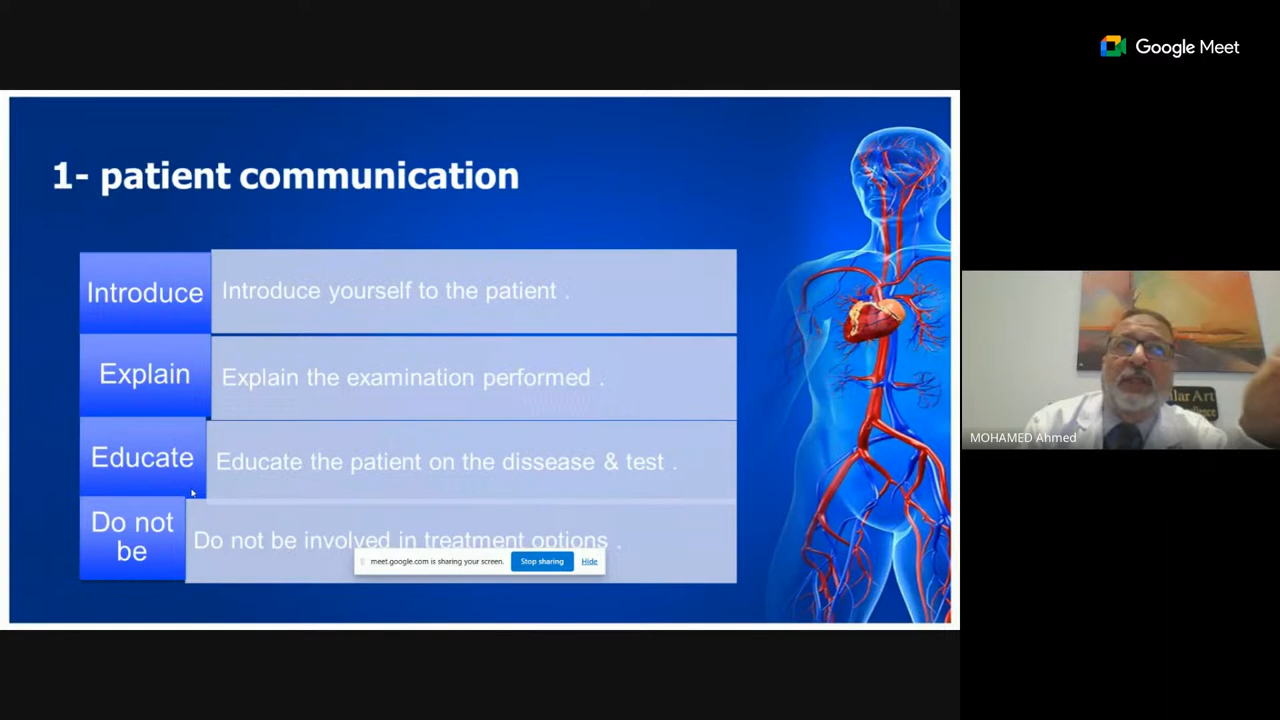 Google Meet
1- patient communication
Introduce
Introduce yourself to the patient .
Explain
Explain the examination performed .
Educate
Educate the patient on the dissease & test .
Do not
be
Do not be involved in treatment options .
meet.google.com is sharing your screen.
Stop sharing
Hide
MOHAMED Ahmed